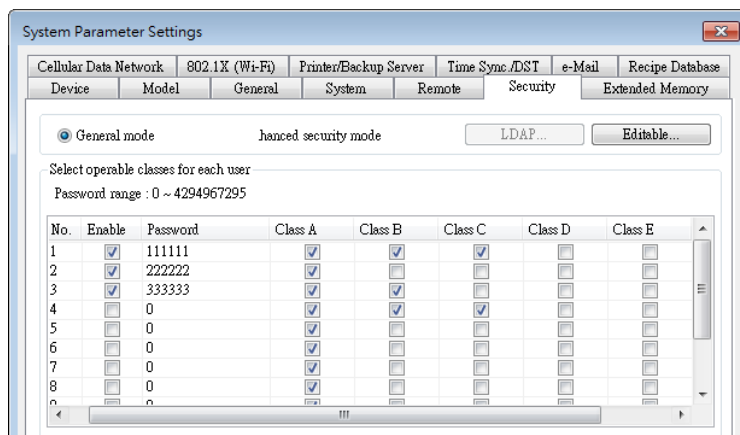 System Parameter Settings
Cellular Data Network 802.1X (Wi-Fi) Printer/Backup Server Time Sync./DST e-Mail Recipe Database
Device Model General System Remote Security Extended Memory
General mode hanced security mode LDAP... Editable...
Select operable classes for each user
Password range : 0 ~ 4294967295
No. Enable Password Class A Class B Class C Class D Class E
1 111111
2 222222
3 333333
4 0
5 0
6 0
7 0
8 0